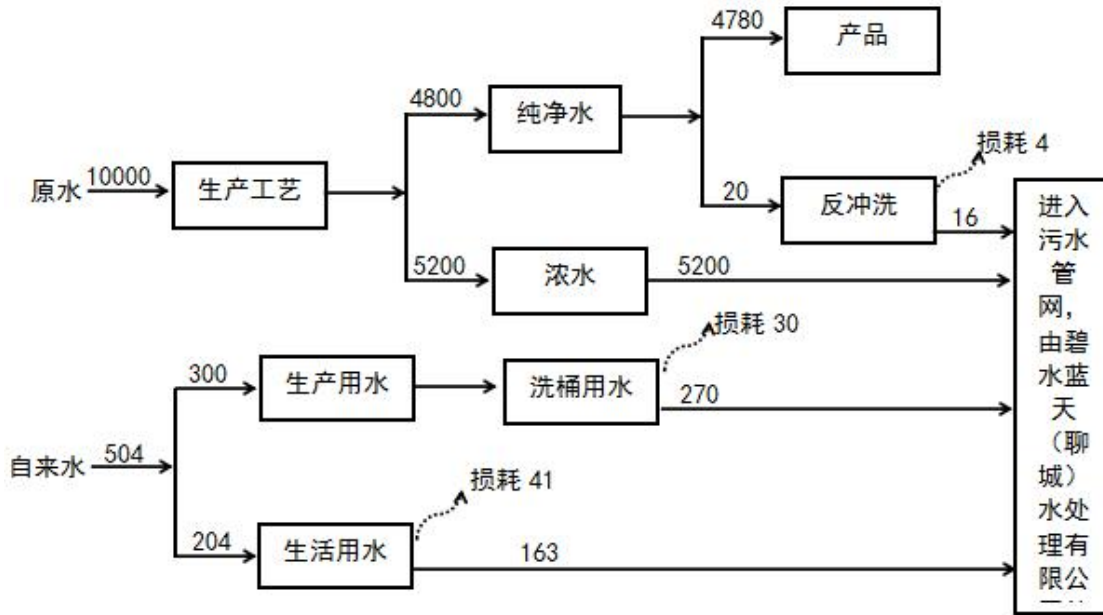 4780
产品
4800
纯净水
损耗 4
原水
10000
生产工艺
20
反冲洗
16
5200
浓水
5200
损耗 30
300
生产用水
洗桶用水
270
自来水
504
损耗 41
204
生活用水
163
进入
污水
管
网,
由碧
水蓝
天
（聊
城）
水处
理有
限公